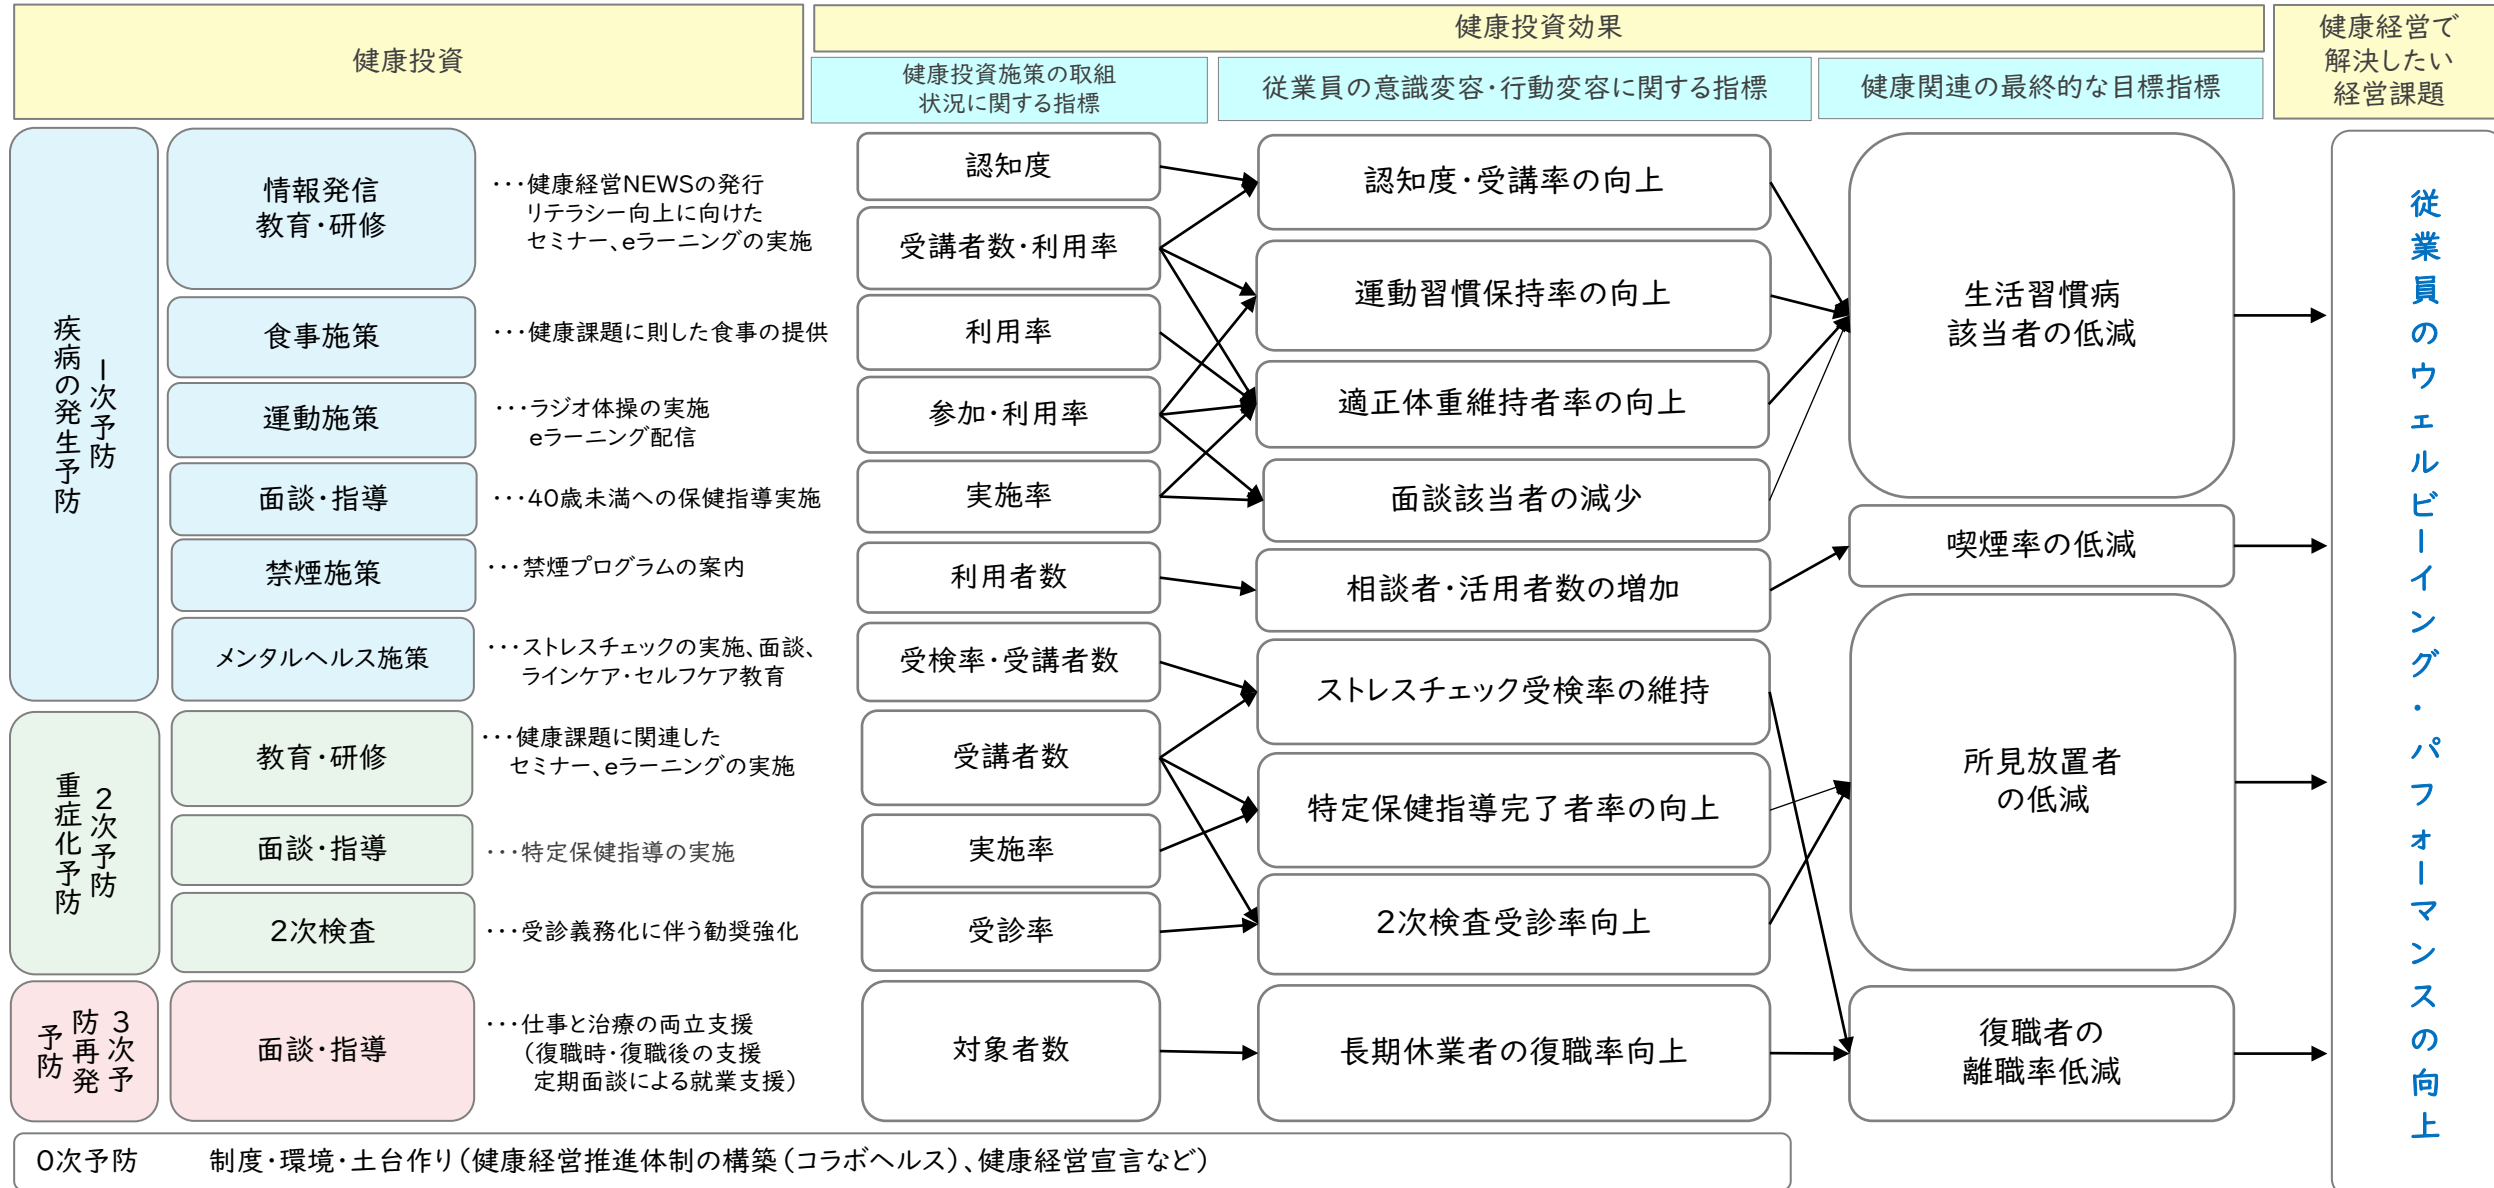 健康投資
健康投資効果
健康経営で
解決したい
経営課題
健康投資施策の取組
状況に関する指標
従業員の意識変容・行動変容に関する指標
健康関連の最終的な目標指標
1次予防
疾病の発生予防
情報発信
教育・研修
・・・健康経営NEWSの発行
リテラシー向上に向けた
セミナー、eラーニングの実施
食事施策
・・・健康課題に則した食事の提供
運動施策
・・・ラジオ体操の実施
eラーニング配信
面談・指導
・・・40歳未満への保健指導実施
禁煙施策
・・・禁煙プログラムの案内
メンタルヘルス施策
・・・ストレスチェックの実施、面談、
ラインケア・セルフケア教育
2次予防
重症化予防
教育・研修
・・・健康課題に関連した
セミナー、eラーニングの実施
面談・指導
・・・特定保健指導の実施
2次検査
・・・受診義務化に伴う勧奨強化
3次予
防再発
予防
面談・指導
・・・仕事と治療の両立支援
（復職時・復職後の支援
定期面談による就業支援）
認知度
受講者数・利用率
利用率
参加・利用率
実施率
利用者数
受検率・受講者数
受講者数
実施率
受診率
対象者数
認知度・受講率の向上
運動習慣保持率の向上
適正体重維持者率の向上
面談該当者の減少
相談者・活用者数の増加
ストレスチェック受検率の維持
特定保健指導完了者率の向上
2次検査受診率向上
長期休業者の復職率向上
生活習慣病
該当者の低減
喫煙率の低減
所見放置者
の低減
復職者の
離職率低減
従業員のウェルビーイング・パフォーマンスの向上
0次予防 制度・環境・土台作り（健康経営推進体制の構築（コラボヘルス）、健康経営宣言など）